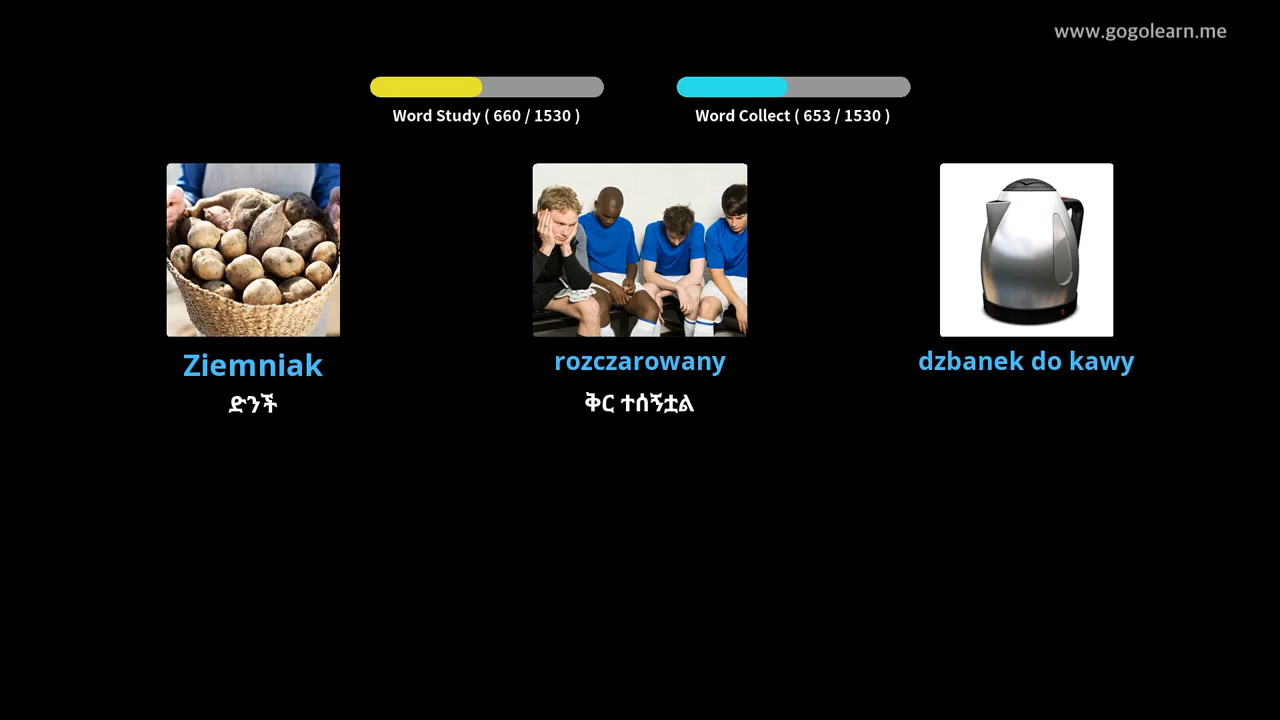 www.gogolearn.me
Word Study ( 660 / 1530 )
Word Collect ( 653 / 1530 )
Ziemniak
rozczarowany
dzbanek do kawy
ድንች
ቅር ተሰኝቷል